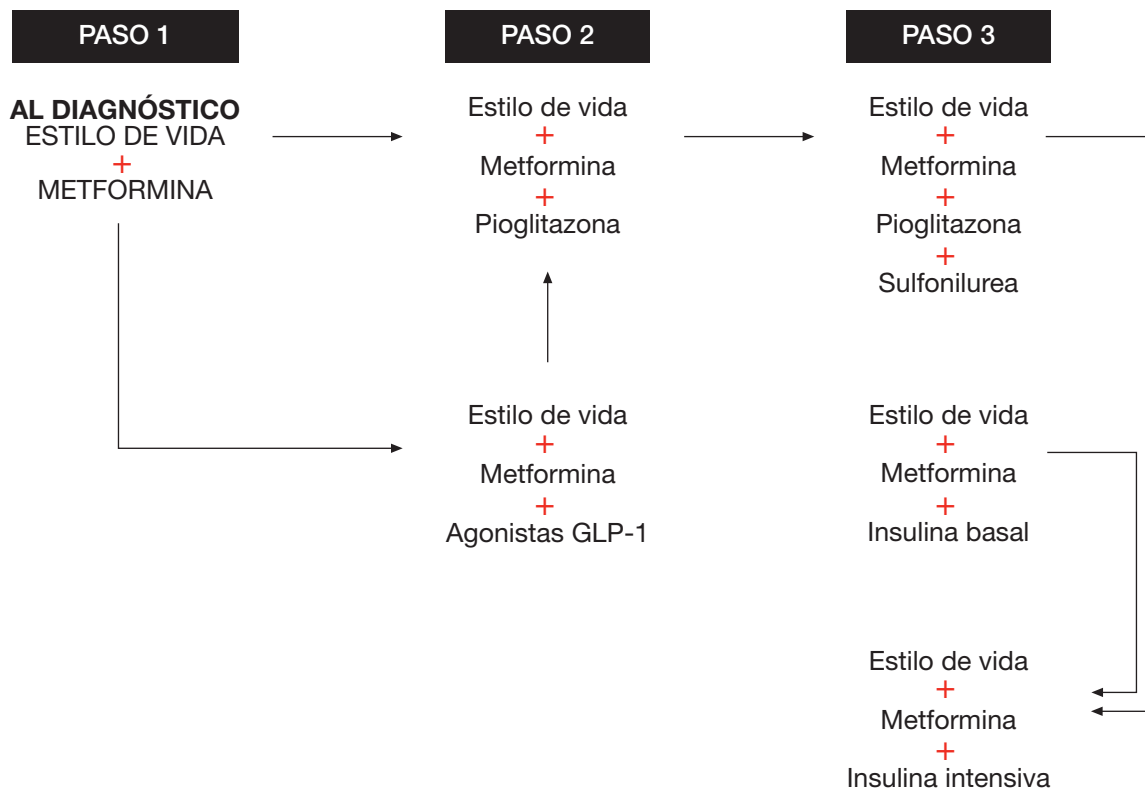 PASO 1
AL DIAGNÓSTICO
ESTILO DE VIDA
+
METFORMINA
PASO 2
Estilo de vida
+
Metformina
+
Pioglitazona
Estilo de vida
+
Metformina
+
Agonistas GLP-1
PASO 3
Estilo de vida
+
Metformina
+
Pioglitazona
+
Sulfonilurea
Estilo de vida
+
Metformina
+
Insulina basal
Estilo de vida
+
Metformina
+
Insulina intensiva